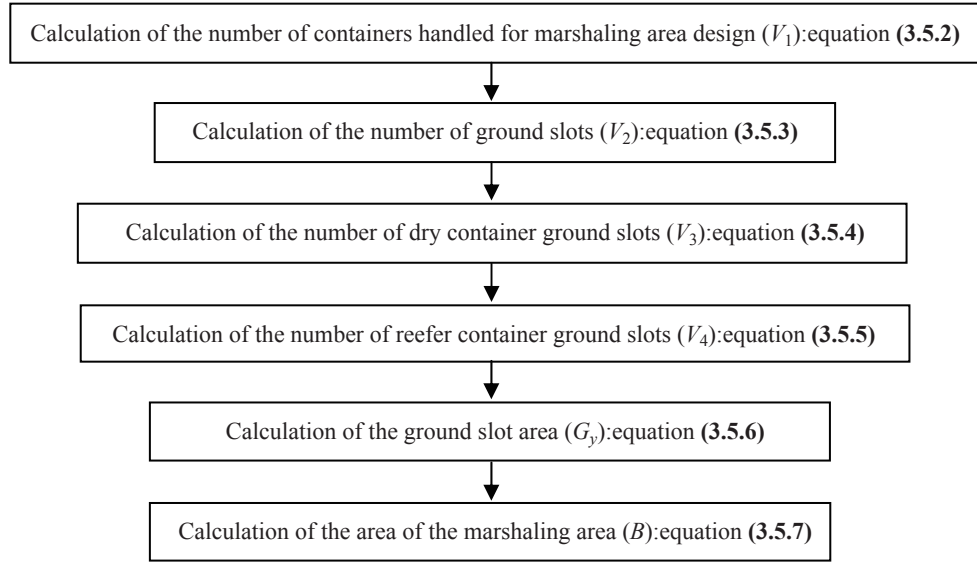 Calculation of the number of containers handled for marshaling area design (V₁):equation (3.5.2)
Calculation of the number of ground slots (V₂):equation (3.5.3)
Calculation of the number of dry container ground slots (V₃):equation (3.5.4)
Calculation of the number of reefer container ground slots (V₄):equation (3.5.5)
Calculation of the ground slot area (Gᵧ):equation (3.5.6)
Calculation of the area of the marshaling area (B):equation (3.5.7)